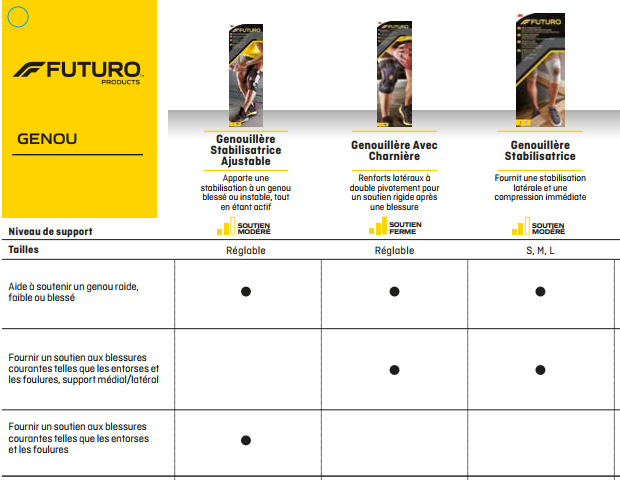 FUTURO
PRODUCTS
GENOU
FUTURO
FUTURO
FUTURO
Genouillère
Stabilisatrice
Ajustable
Apporte une
stabilisation à un genou
blessé ou instable, tout
en étant actif
Genouillère Avec
Charnière
Renforts latéraux à
double pivotement pour
un soutien rigide après
une blessure
Genouillère
Stabilisatrice
Fournit une stabilisation
latérale et une
compression immédiate
Niveau de support
SOUTIEN
MODÉRÉ
SOUTIEN
FERME
SOUTIEN
MODÉRÉ
Tailles
Réglable
Réglable
S, M, L
Aide à soutenir un genou raide,
faible ou blessé
Fournir un soutien aux blessures
courantes telles que les entorses et
les foulures, support médial/latéral
Fournir un soutien aux blessures
courantes telles que les entorses
et les foulures